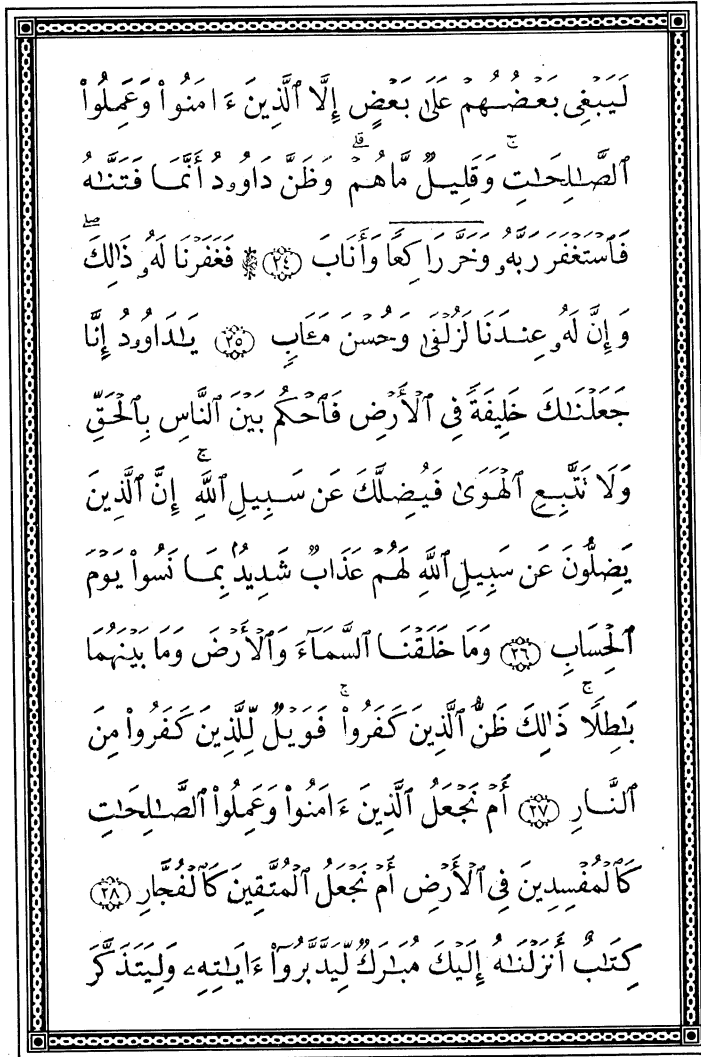 لَيَبْغِى بَعْضُهُمْ عَلَىٰ بَعْضٍ إِلَّا ٱلَّذِينَ ءَامَنُوا۟ وَعَمِلُوا۟
ٱلصَّـٰلِحَـٰتِ وَقَلِيلٌ مَّا هُمْ ۗ وَظَنَّ دَاوُۥدُ أَنَّمَا فَتَنَّـٰهُ
فَٱسْتَغْفَرَ رَبَّهُۥ وَخَرَّ رَاكِعًا وَأَنَابَ ۩ ﴿٢٤﴾ فَغَفَرْنَا لَهُۥ ذَٰلِكَ ۖ
وَإِنَّ لَهُۥ عِندَنَا لَزُلْفَىٰ وَحُسْنَ مَـَٔابٍ ﴿٢٥﴾ يَـٰدَاوُۥدُ إِنَّا
جَعَلْنَـٰكَ خَلِيفَةً فِى ٱلْأَرْضِ فَٱحْكُم بَيْنَ ٱلنَّاسِ بِٱلْحَقِّ
وَلَا تَتَّبِعِ ٱلْهَوَىٰ فَيُضِلَّكَ عَن سَبِيلِ ٱللَّهِ ۚ إِنَّ ٱلَّذِينَ
يَضِلُّونَ عَن سَبِيلِ ٱللَّهِ لَهُمْ عَذَابٌ شَدِيدٌۢ بِمَا نَسُوا۟ يَوْمَ
ٱلْحِسَابِ ﴿٢٦﴾ وَمَا خَلَقْنَا ٱلسَّمَآءَ وَٱلْأَرْضَ وَمَا بَيْنَهُمَا
بَـٰطِلًا ۚ ذَٰلِكَ ظَنُّ ٱلَّذِينَ كَفَرُوا۟ ۚ فَوَيْلٌ لِّلَّذِينَ كَفَرُوا۟ مِنَ
ٱلنَّارِ ﴿٢٧﴾ أَمْ نَجْعَلُ ٱلَّذِينَ ءَامَنُوا۟ وَعَمِلُوا۟ ٱلصَّـٰلِحَـٰتِ
كَٱلْمُفْسِدِينَ فِى ٱلْأَرْضِ أَمْ نَجْعَلُ ٱلْمُتَّقِينَ كَٱلْفُجَّارِ ﴿٢٨﴾
كِتَـٰبٌ أَنزَلْنَـٰهُ إِلَيْكَ مُبَـٰرَكٌ لِّيَدَّبَّرُوٓا۟ ءَايَـٰتِهِۦ وَلِيَتَذَكَّرَ